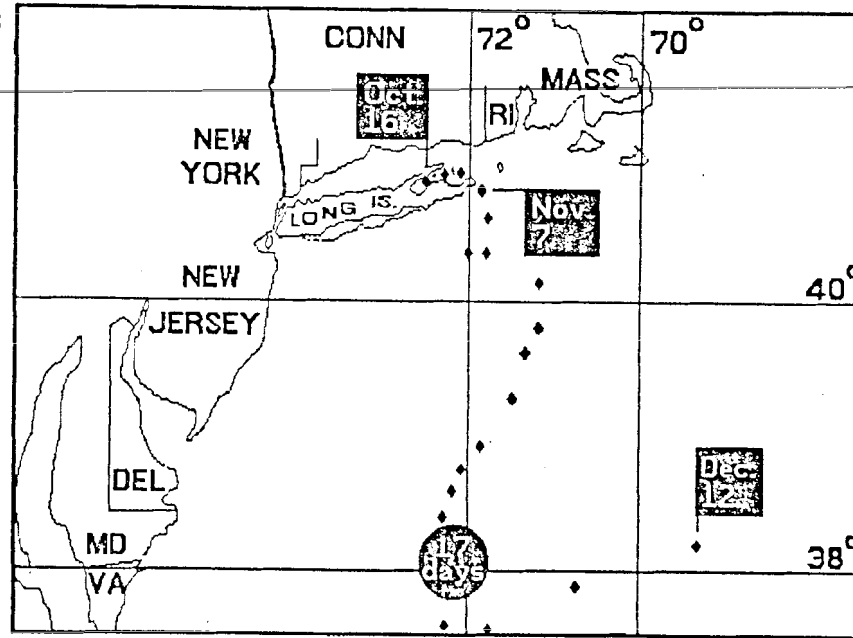 CONN
72°
70°
MASS
Oct
16
RI
NEW
YORK
LONG IS.
Nov
7
NEW
JERSEY
40°
DEL
Dec
12
MD
VA
17
days
38°